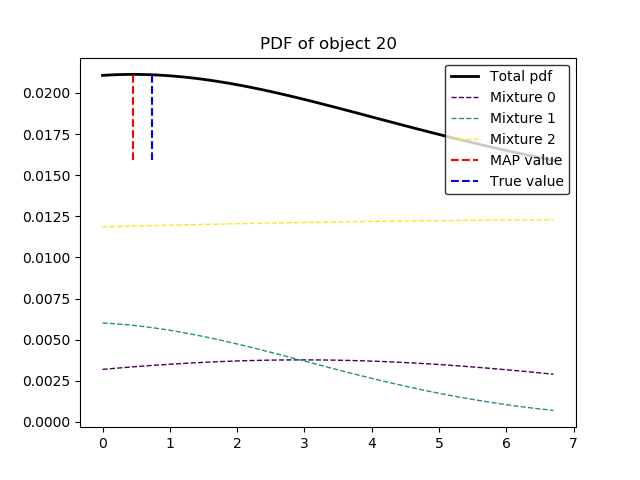 PDF of object 20
Total pdf
Mixture 0
Mixture 1
Mixture 2
MAP value
True value
0.0200
0.0175
0.0150
0.0125
0.0100
0.0075
0.0050
0.0025
0.0000
0 1 2 3 4 5 6 7